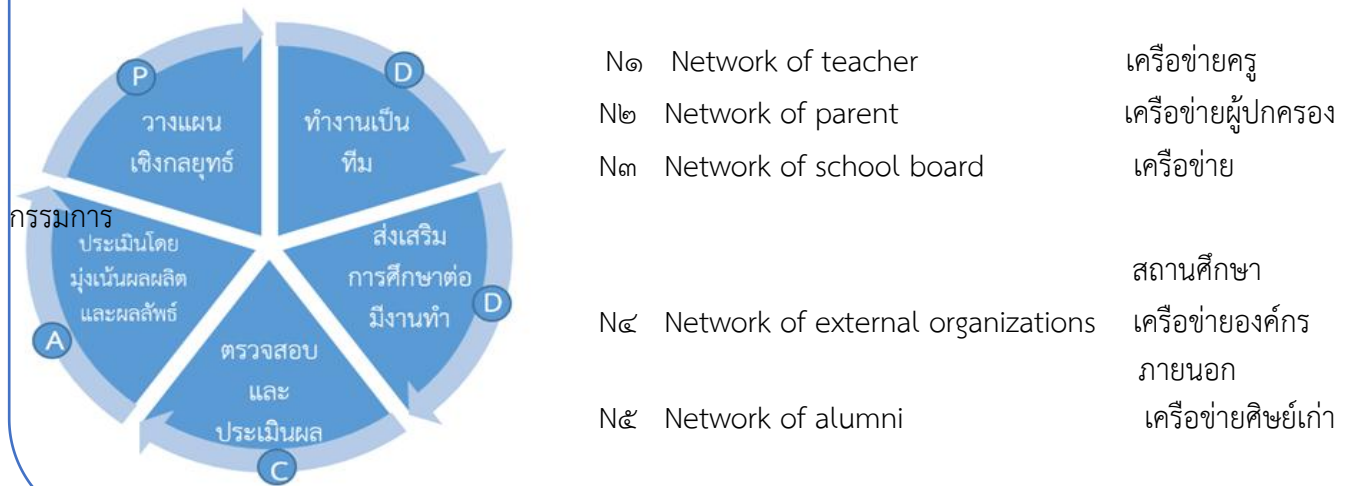 P
วางแผน
เชิงกลยุทธ์
D
ทำงานเป็น
ทีม
ส่งเสริม
การศึกษาต่อ
มีงานทำ
D
ตรวจสอบ
และ
ประเมินผล
C
ประเมินโดย
มุ่งเน้นผลผลิต
และผลลัพธ์
A
N๑ Network of teacher เครือข่ายครู
N๒ Network of parent เครือข่ายผู้ปกครอง
N๓ Network of school board เครือข่าย
กรรมการ
สถานศึกษา
N๔ Network of external organizations เครือข่ายองค์กร
ภายนอก
N๕ Network of alumni เครือข่ายศิษย์เก่า